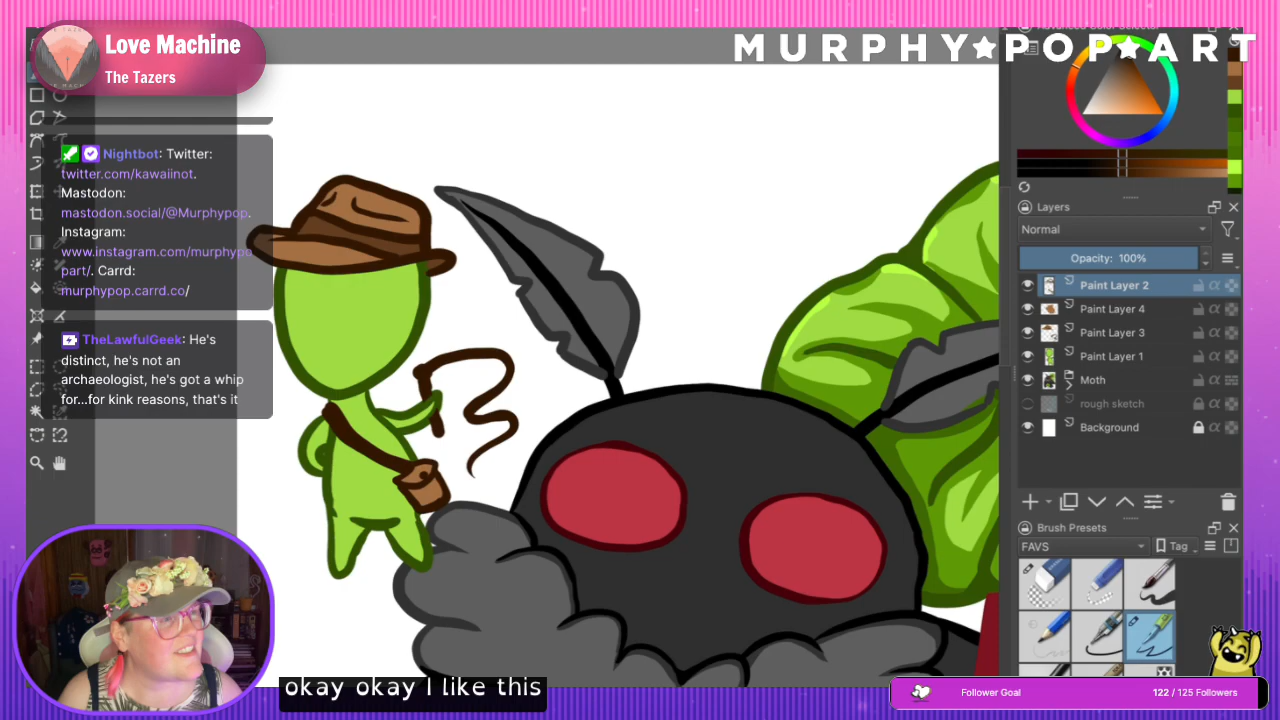 Love Machine
The Tazers
MURPHY★POP★ART
Nightbot: Twitter:
twitter.com/kawaiinot.
Mastodon:
mastodon.social/@Murphypop.
Instagram:
www.instagram.com/murphypo
part/. Carrd:
murphypop.carrd.co/
TheLawfulGeek: He's
distinct, he's not an
archaeologist, he's got a whip
for...for kink reasons, that's it
Advanced Color Selector
Layers
Normal
Opacity: 100%
Paint Layer 2
Paint Layer 4
Paint Layer 3
Paint Layer 1
Moth
rough sketch
Background
Brush Presets
FAVS
Tag
okay okay I like this
Follower Goal
122 / 125 Followers